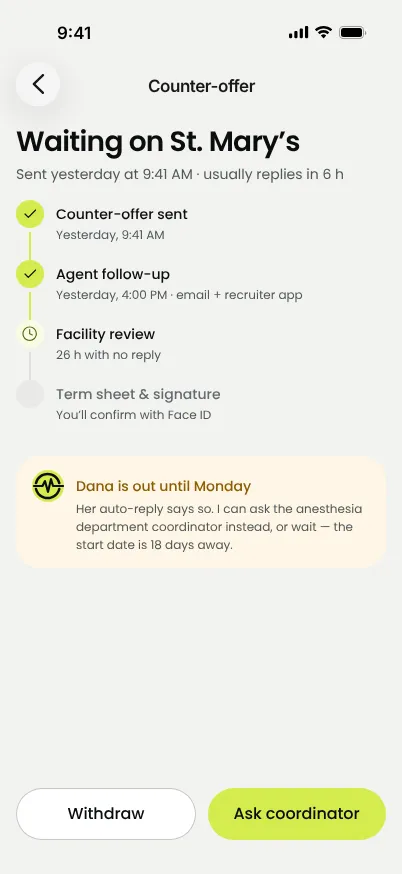 9:41
Counter-offer
Waiting on St. Mary’s
Sent yesterday at 9:41 AM · usually replies in 6 h
Counter-offer sent
Yesterday, 9:41 AM
Agent follow-up
Yesterday, 4:00 PM · email + recruiter app
Facility review
26 h with no reply
Term sheet & signature
You’ll confirm with Face ID
Dana is out until Monday
Her auto-reply says so. I can ask the anesthesia
department coordinator instead, or wait — the
start date is 18 days away.
Withdraw
Ask coordinator